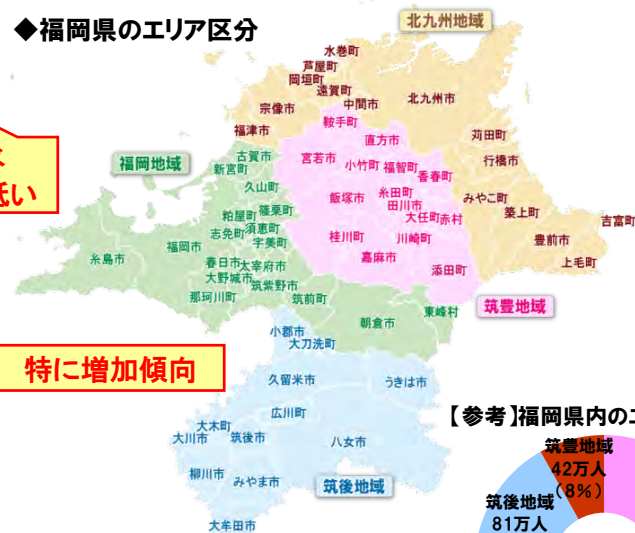 ◆福岡県のエリア区分
北九州地域
水巻町
芦屋町
岡垣町
遠賀町
中間市
北九州市
宗像市
福津市
鞍手町
直方市
苅田町
行橋市
低い
福岡地域
古賀市
新宮町
宮若市
小竹町
福智町
香春町
久山町
飯塚市
糸田町
田川市
みやこ町
築上町
吉富町
粕屋町
篠栗町
志免町
須恵町
宇美町
大任町
赤村
福岡市
桂川町
川崎町
豊前市
上毛町
糸島市
春日市
太宰府市
大野城市
筑紫野市
嘉麻市
添田町
那珂川町
筑前町
朝倉市
東峰村
筑豊地域
小郡市
大刀洗町
特に増加傾向
久留米市
うきは市
広川町
大木町
大川市
筑後市
八女市
柳川市
みやま市
筑後地域
大牟田市
【参考】福岡県内の
筑豊地域
42万人
(8%)
筑後地域
81万人